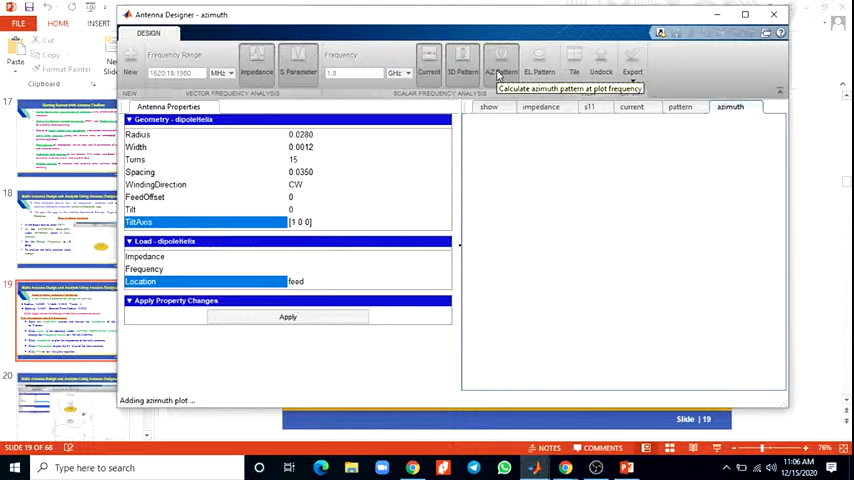 Antenna Designer - azimuth
FILE
HOME
INSERT
DESIGN
Paste
Cut
Copy
Format Painter
Clipboard
New
Frequency Range
1620:18:1980
MHz
Impedance
S Parameter
Frequency
1.8
GHz
Current
3D Pattern
AZ Pattern
EL Pattern
Tile
Undock
Export
NEW
VECTOR FREQUENCY ANALYSIS
SCALAR FREQUENCY ANALYSIS
Calculate azimuth pattern at plot frequency
Antenna Properties
show
impedance
s11
current
pattern
azimuth
Geometry - dipoleHelix
Radius 0.0280
Width 0.0012
Turns 15
Spacing 0.0350
WindingDirection CW
FeedOffset 0
Tilt 0
TiltAxis [1 0 0]
Load - dipoleHelix
Impedance
Frequency
Location feed
Apply Property Changes
Apply
Adding azimuth plot ...
17
18
19
20
Slide | 19
SLIDE 19 OF 68
NOTES
COMMENTS
76%
Type here to search
11:06 AM
12/15/2020